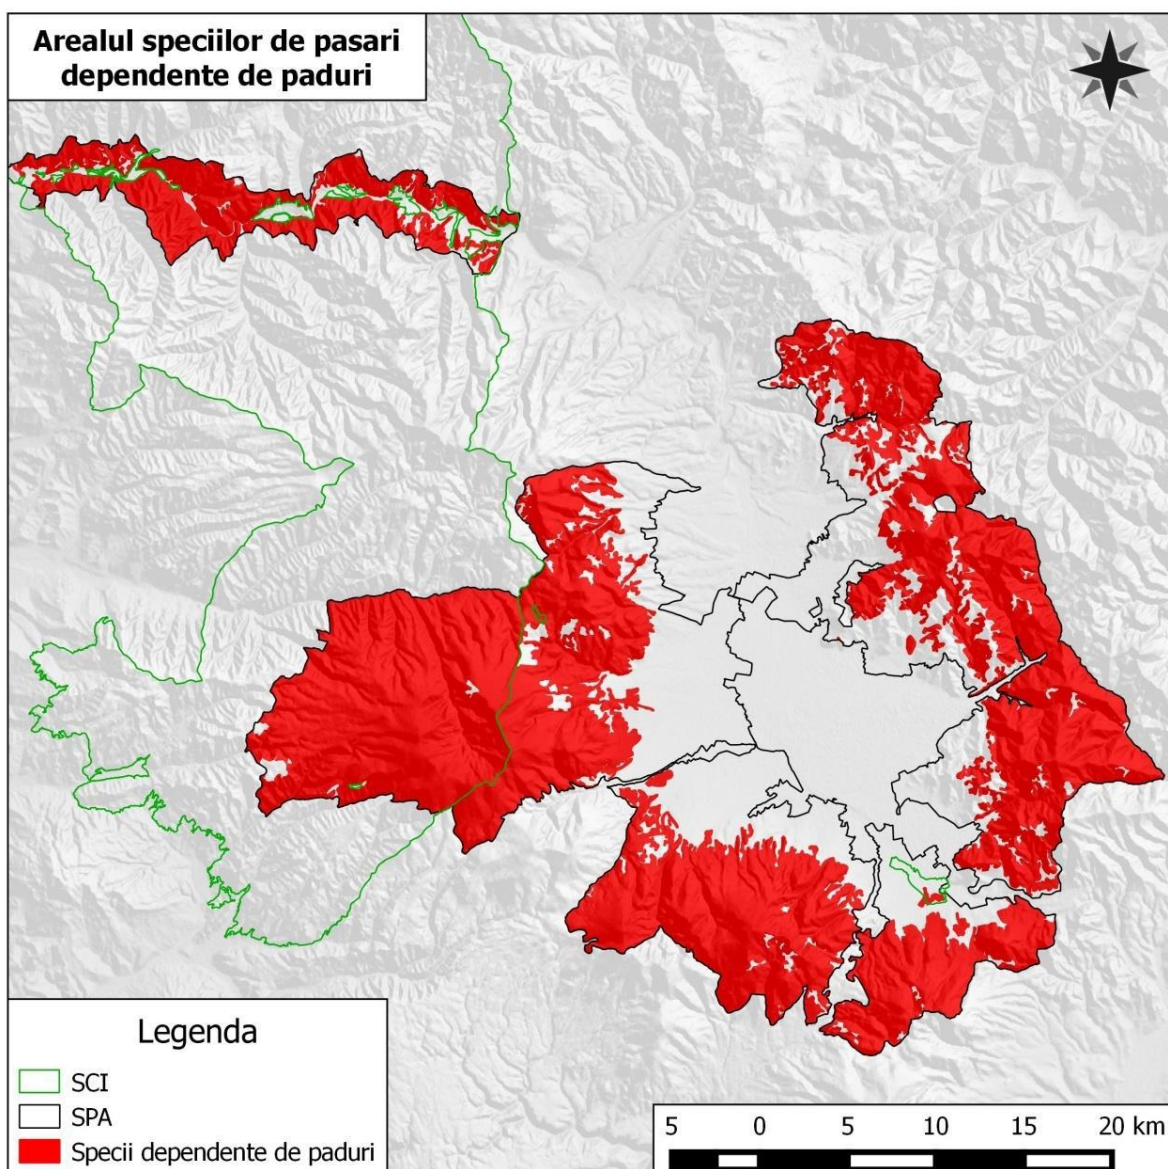 Arealul speciilor de pasari
dependente de paduri
Legenda
SCI
SPA
Specii dependente de paduri
5 0 5 10 15 20 km